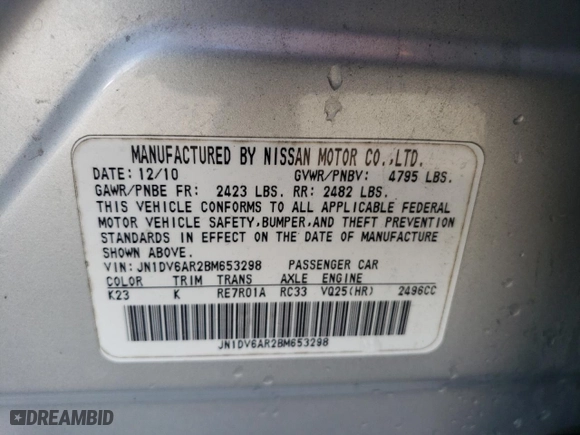 MANUFACTURED BY NISSAN MOTOR CO.,LTD.
DATE: 12/10 GVWR/PNBV: 4795 LBS.
GAWR/PNBE FR: 2423 LBS. RR: 2482 LBS.
THIS VEHICLE CONFORMS TO ALL APPLICABLE FEDERAL
MOTOR VEHICLE SAFETY,BUMPER,AND THEFT PREVENTION
STANDARDS IN EFFECT ON THE DATE OF MANUFACTURE
SHOWN ABOVE.
VIN: JN1DV6AR2BM653298 PASSENGER CAR
COLOR TRIM TRANS AXLE ENGINE
K23 K RE7R01A RC33 VQ25(HR) 2496CC
JN1DV6AR2BM653298
DREAMBID